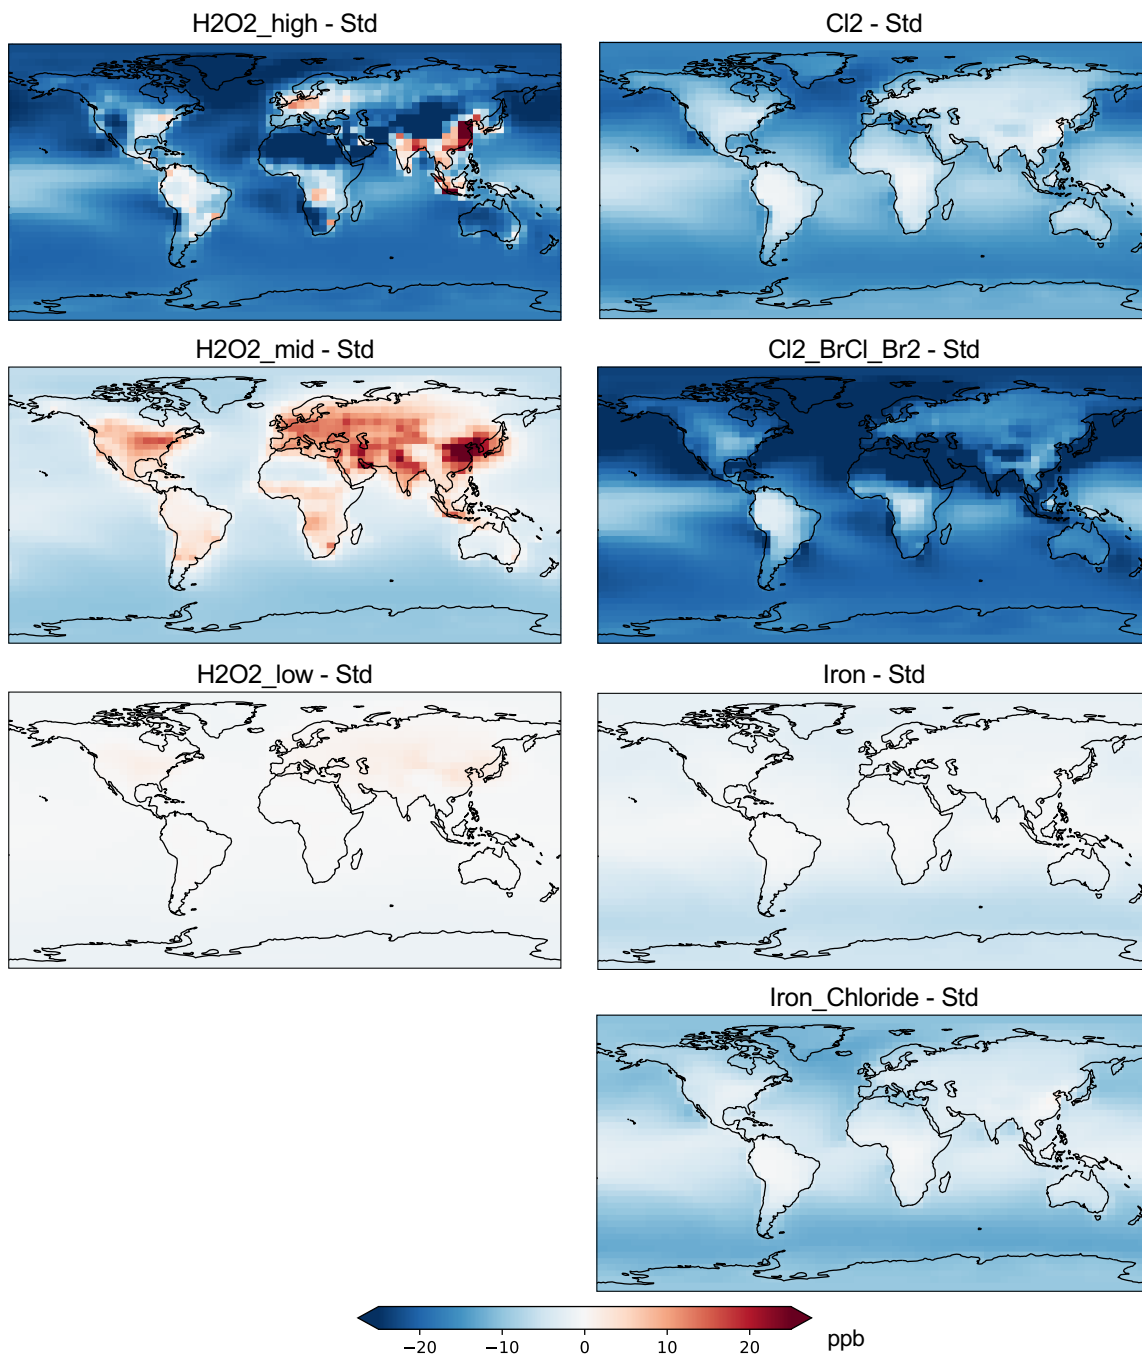 H2O2_high - Std
Cl2 - Std
H2O2_mid - Std
Cl2_BrCl_Br2 - Std
H2O2_low - Std
Iron - Std
Iron_Chloride - Std
−20 −10 0 10 20 ppb